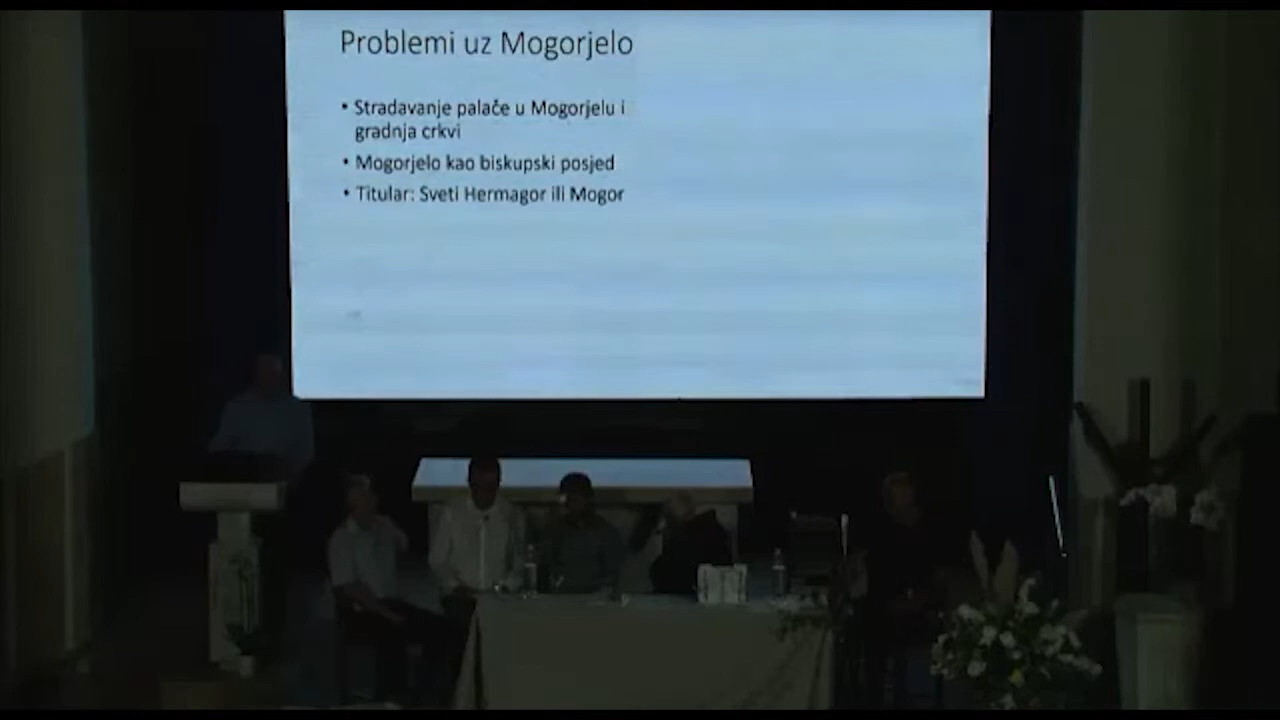 Problemi uz Mogorjelo
• Stradavanje palače u Mogorjelu i
gradnja crkvi
• Mogorjelo kao biskupski posjed
• Titular: Sveti Hermagor ili Mogor